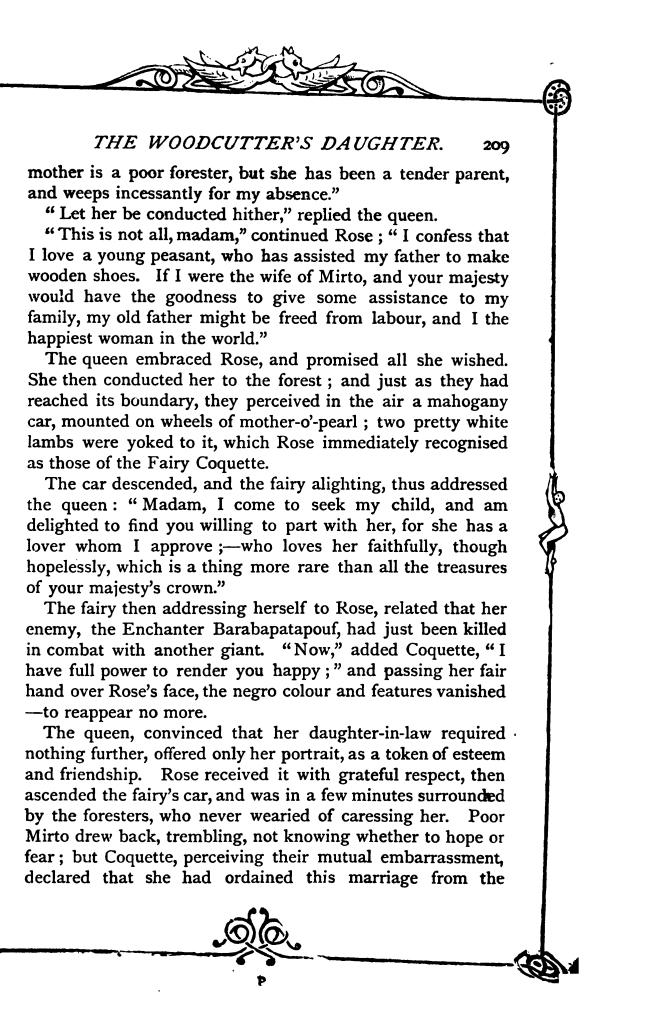 THE WOODCUTTER'S DAUGHTER. 209
mother is a poor forester, but she has been a tender parent,
and weeps incessantly for my absence."
" Let her be conducted hither," replied the queen.
" This is not all, madam," continued Rose ; " I confess that
I love a young peasant, who has assisted my father to make
wooden shoes. If I were the wife of Mirto, and your majesty
would have the goodness to give some assistance to my
family, my old father might be freed from labour, and I the
happiest woman in the world."
The queen embraced Rose, and promised all she wished.
She then conducted her to the forest ; and just as they had
reached its boundary, they perceived in the air a mahogany
car, mounted on wheels of mother-o'-pearl ; two pretty white
lambs were yoked to it, which Rose immediately recognised
as those of the Fairy Coquette.
The car descended, and the fairy alighting, thus addressed
the queen : " Madam, I come to seek my child, and am
delighted to find you willing to part with her, for she has a
lover whom I approve ;—who loves her faithfully, though
hopelessly, which is a thing more rare than all the treasures
of your majesty's crown."
The fairy then addressing herself to Rose, related that her
enemy, the Enchanter Barabapatapouf, had just been killed
in combat with another giant. "Now," added Coquette, " I
have full power to render you happy ; " and passing her fair
hand over Rose's face, the negro colour and features vanished
—to reappear no more.
The queen, convinced that her daughter-in-law required
nothing further, offered only her portrait, as a token of esteem
and friendship. Rose received it with grateful respect, then
ascended the fairy's car, and was in a few minutes surrounded
by the foresters, who never wearied of caressing her. Poor
Mirto drew back, trembling, not knowing whether to hope or
fear ; but Coquette, perceiving their mutual embarrassment,
declared that she had ordained this marriage from the
P